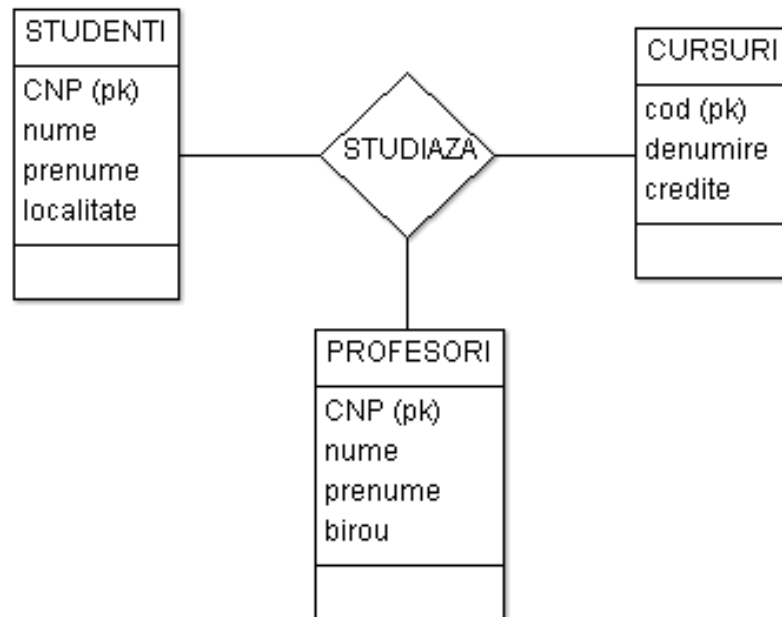 STUDENTI
CNP (pk)
nume
prenume
localitate
STUDIAZA
CURSURI
cod (pk)
denumire
credite
PROFESORI
CNP (pk)
nume
prenume
birou